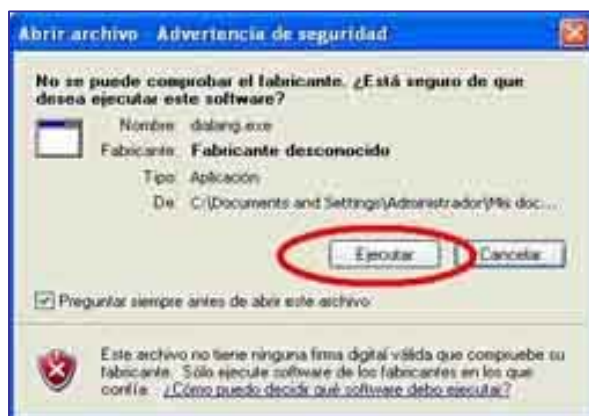 Abrir archivo - Advertencia de seguridad
No se puede comprobar el fabricante. ¿Está seguro de que
desea ejecutar este software?
Nombre: dialang.exe
Fabricante: Fabricante desconocido
Tipo: Aplicación
De: C:\Documents and Settings\Administrador\Mis doc...
Ejecutar Cancelar
Preguntar siempre antes de abrir este archivo
Este archivo no tiene ninguna firma digital válida que compruebe su
fabricante. Sólo ejecute software de los fabricantes en los que
confía. ¿Cómo puedo decidir qué software debo ejecutar?